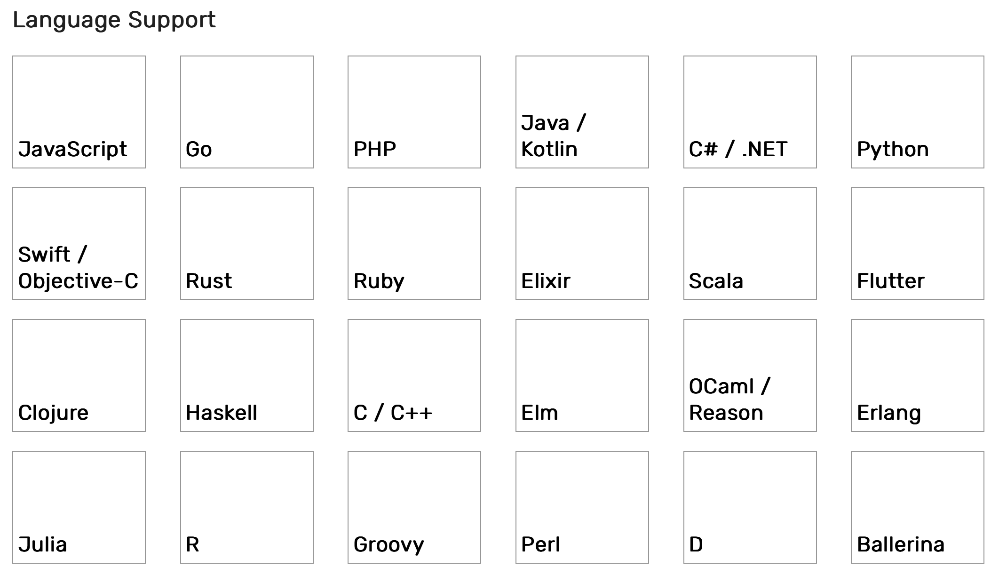 Language Support
JavaScript
Go
PHP
Java /
Kotlin
C# / .NET
Python
Swift /
Objective-C
Rust
Ruby
Elixir
Scala
Flutter
Clojure
Haskell
C / C++
Elm
OCaml /
Reason
Erlang
Julia
R
Groovy
Perl
D
Ballerina